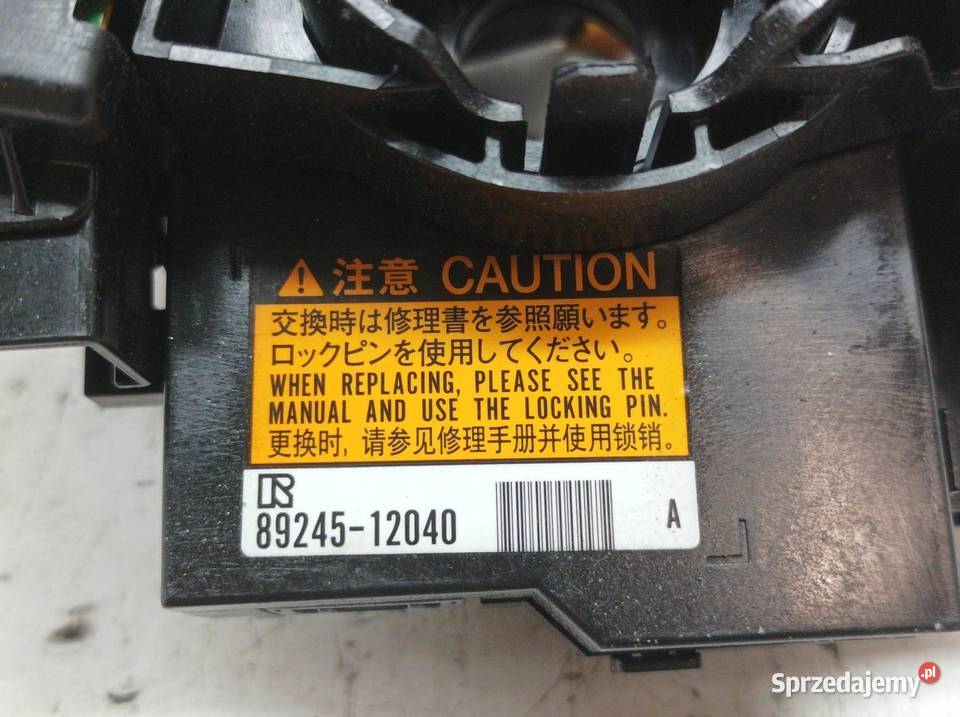 注意 CAUTION
交換時は修理書を参照願います。
ロックピンを使用してください。
WHEN REPLACING, PLEASE SEE THE
MANUAL AND USE THE LOCKING PIN.
更换时, 请参见修理手册并使用锁销。
R
89245-12040
A
Sprzedajemy.pl